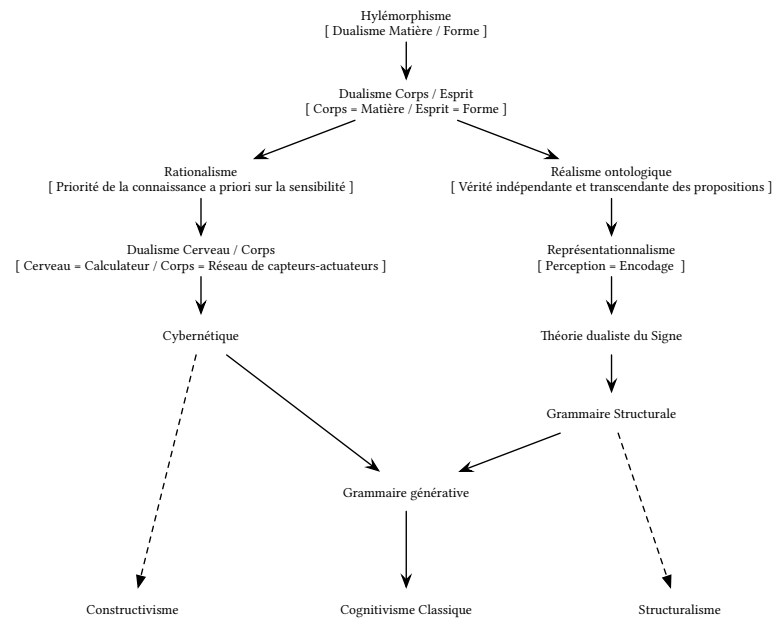 Hylémorphisme
[ Dualisme Matière / Forme ]
Dualisme Corps / Esprit
[ Corps = Matière / Esprit = Forme ]
Rationalisme
[ Priorité de la connaissance a priori sur la sensibilité ]
Réalisme ontologique
[ Vérité indépendante et transcendante des propositions ]
Dualisme Cerveau / Corps
[ Cerveau = Calculateur / Corps = Réseau de capteurs-actuateurs ]
Représentationnalisme
[ Perception = Encodage ]
Cybernétique
Théorie dualiste du Signe
Grammaire Structurale
Grammaire générative
Constructivisme
Cognitivisme Classique
Structuralisme